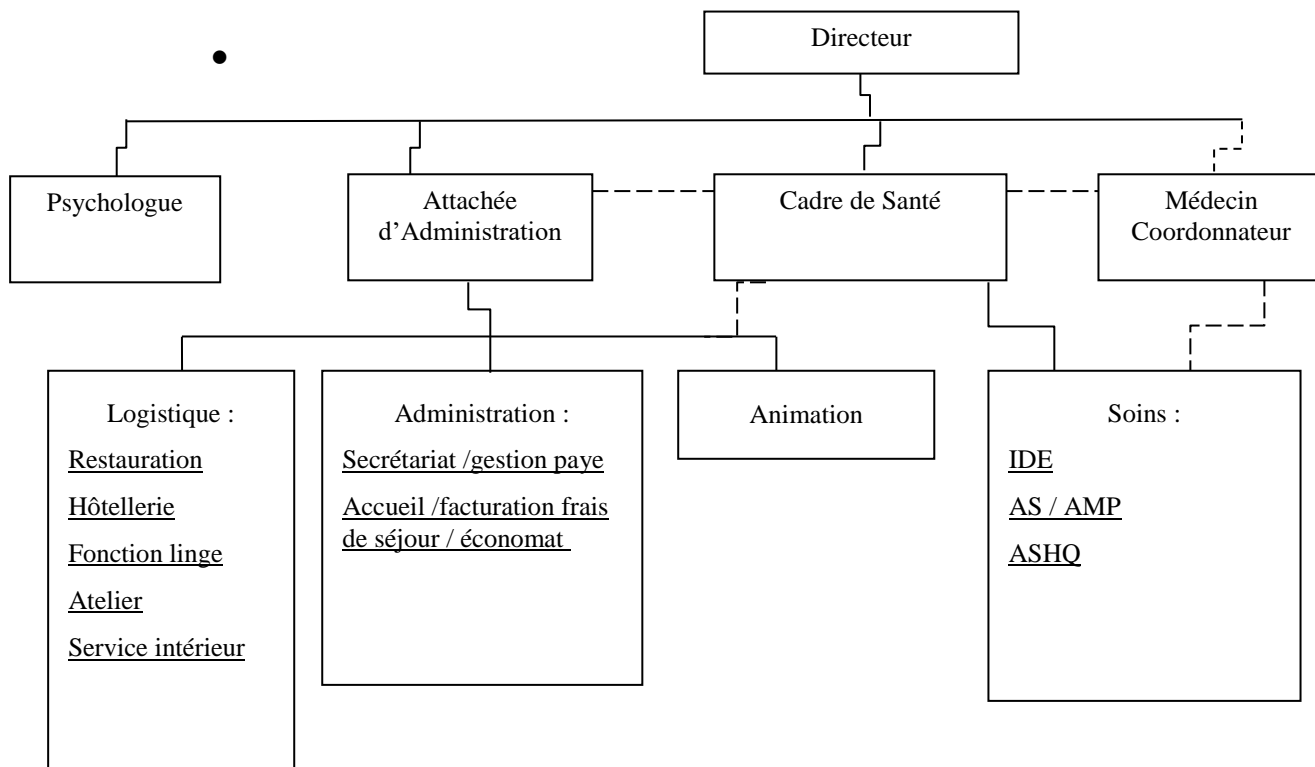 Directeur
Psychologue
Attachée
d’Administration
Cadre de Santé
Médecin
Coordonnateur
Logistique :
Restauration
Hôtellerie
Fonction linge
Atelier
Service intérieur
Administration :
Secrétariat /gestion paye
Accueil /facturation frais
de séjour / économat
Animation
Soins :
IDE
AS / AMP
ASHQ